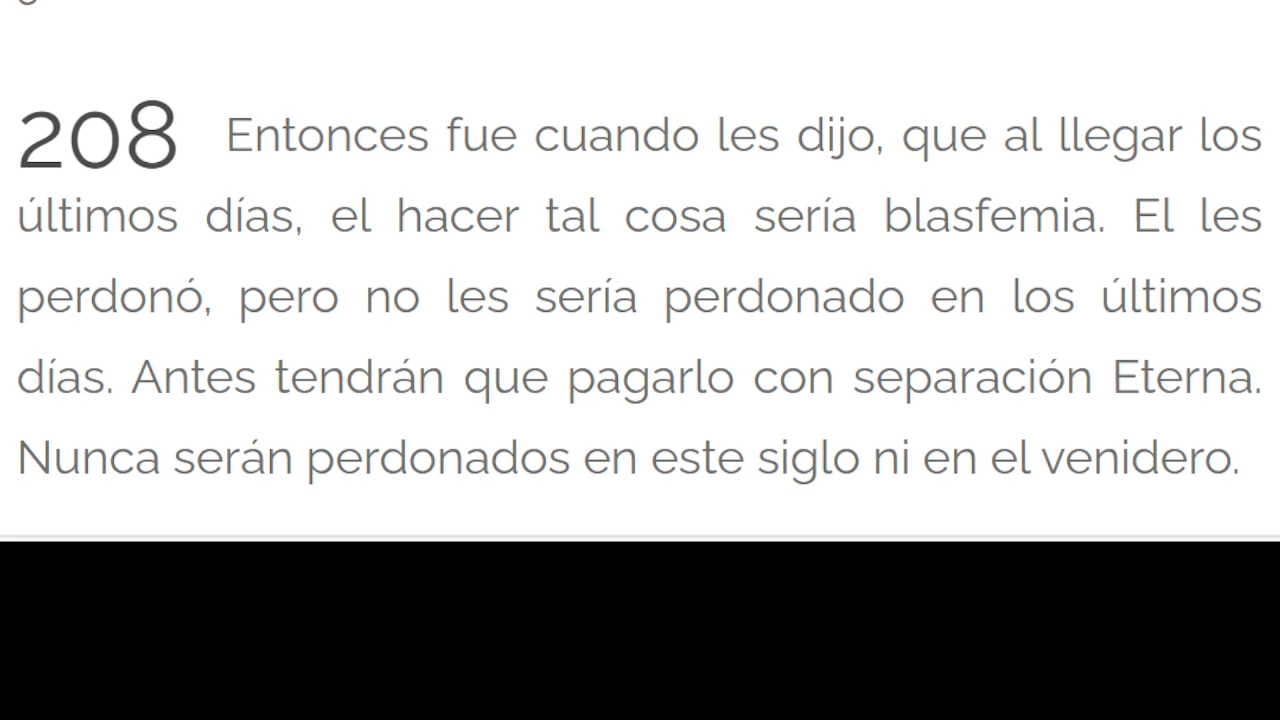 208 Entonces fue cuando les dijo, que al llegar los
últimos días, el hacer tal cosa sería blasfemia. El les
perdonó, pero no les sería perdonado en los últimos
días. Antes tendrán que pagarlo con separación Eterna.
Nunca serán perdonados en este siglo ni en el venidero.